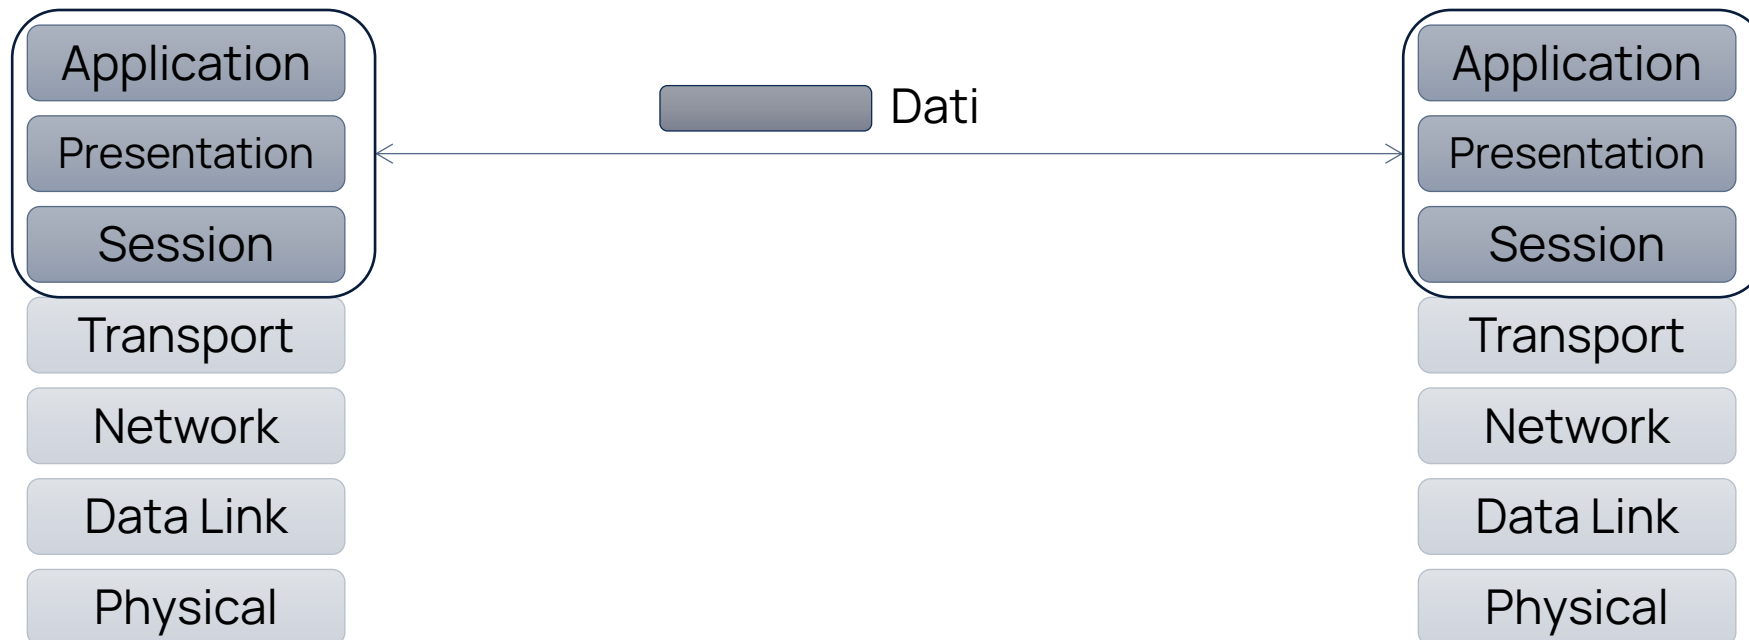 Application
Presentation
Session
Transport
Network
Data Link
Physical
Dati
Application
Presentation
Session
Transport
Network
Data Link
Physical